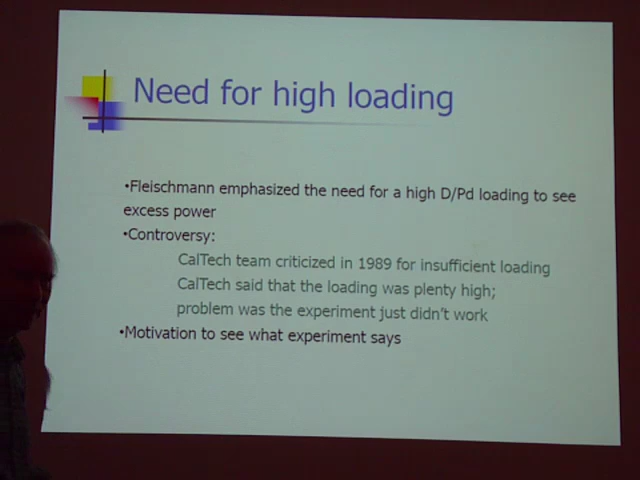 Need for high loading
•Fleischmann emphasized the need for a high D/Pd loading to see
excess power
•Controversy:
CalTech team criticized in 1989 for insufficient loading
CalTech said that the loading was plenty high;
problem was the experiment just didn't work
•Motivation to see what experiment says